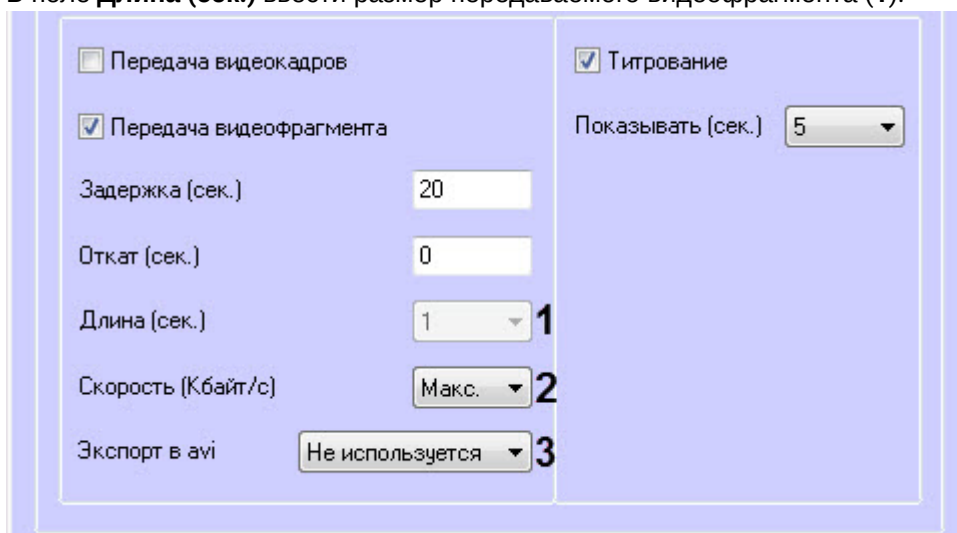 В поле Длина (сек.) ввести размер передаваемого видеофрагмента (1).
Передача видеокадров
Передача видеофрагмента
Задержка (сек.) 20
Откат (сек.) 0
Длина (сек.) 1 1
Скорость (Кбайт/с) Макс. 2
Экспорт в avi Не используется 3
Титрование
Показывать (сек.) 5